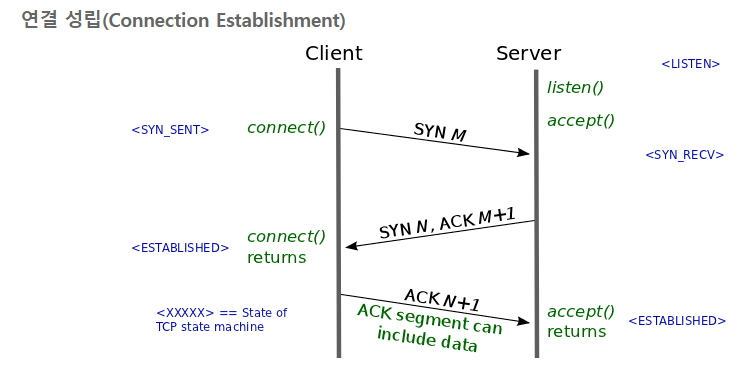 연결 성립(Connection Establishment)
Client
Server
<LISTEN>
listen()
<SYN_SENT>
connect()
SYN M
accept()
<SYN_RECV>
SYN N, ACK M+1
<ESTABLISHED>
connect()
returns
ACK N+1
<XXXXX> == State of
TCP state machine
ACK segment can
include data
accept()
returns
<ESTABLISHED>